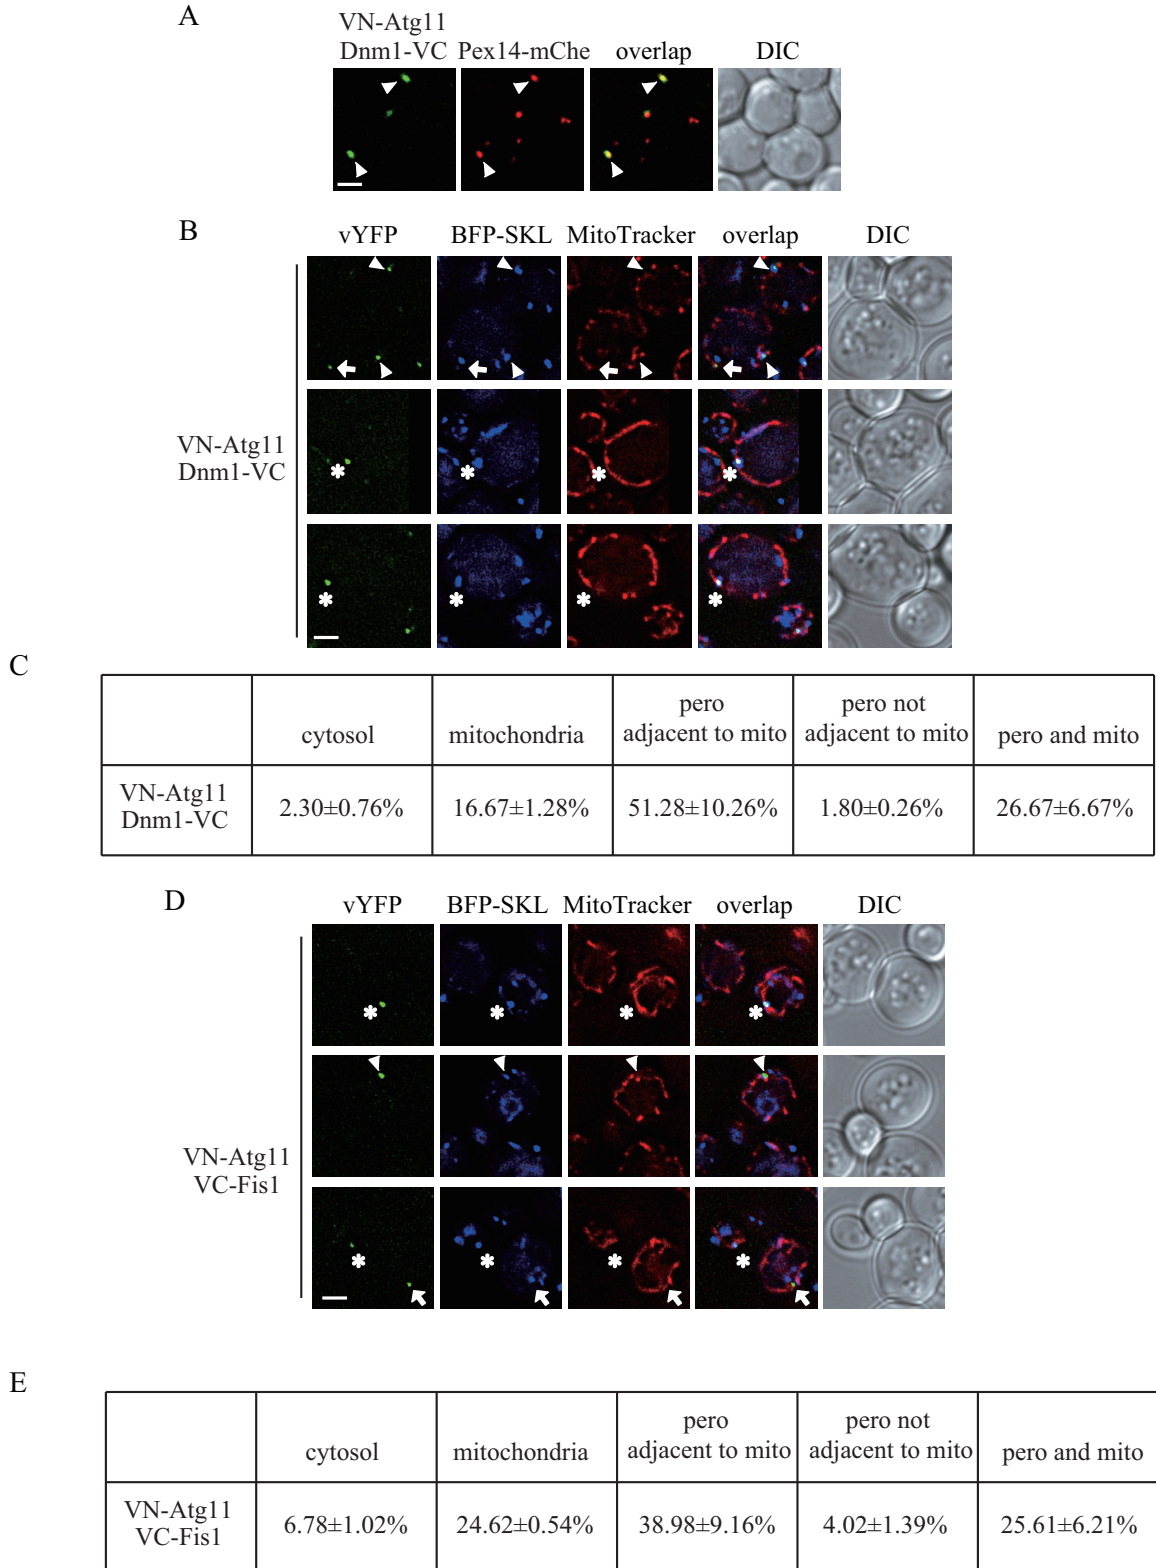 A
VN-Atg11
Dnm1-VC Pex14-mChe overlap DIC
B
vYFP BFP-SKL MitoTracker overlap DIC
VN-Atg11
Dnm1-VC
C
cytosol
mitochondria
pero
adjacent to mito
pero not
adjacent to mito
pero and mito
VN-Atg11
Dnm1-VC
2.30±0.76%
16.67±1.28%
51.28±10.26%
1.80±0.26%
26.67±6.67%
D
vYFP BFP-SKL MitoTracker overlap DIC
VN-Atg11
VC-Fis1
E
cytosol
mitochondria
pero
adjacent to mito
pero not
adjacent to mito
pero and mito
VN-Atg11
VC-Fis1
6.78±1.02%
24.62±0.54%
38.98±9.16%
4.02±1.39%
25.61±6.21%